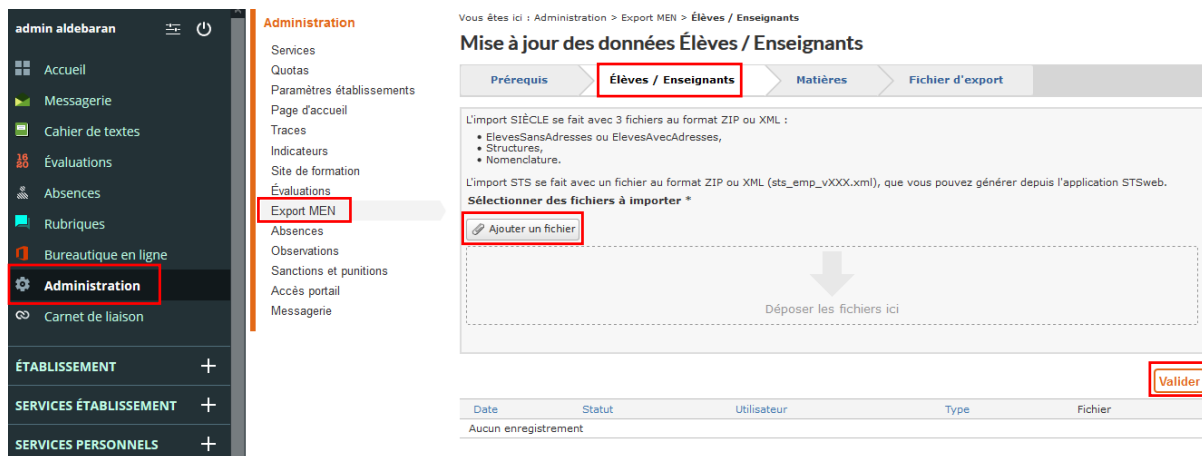 admin aldebaran
Accueil
Messagerie
Cahier de textes
Évaluations
Absences
Rubriques
Bureautique en ligne
Administration
Carnet de liaison
ÉTABLISSEMENT
SERVICES ÉTABLISSEMENT
SERVICES PERSONNELS
Administration
Services
Quotas
Paramètres établissements
Page d'accueil
Traces
Indicateurs
Site de formation
Évaluations
Export MEN
Absences
Observations
Sanctions et punitions
Accès portail
Messagerie
Vous êtes ici : Administration > Export MEN > Élèves / Enseignants
Mise à jour des données Élèves / Enseignants
Prérequis Élèves / Enseignants Matières Fichier d'export
L'import SIÈCLE se fait avec 3 fichiers au format ZIP ou XML :
• ElevesSansAdresses ou ElevesAvecAdresses,
• Structures,
• Nomenclature.
L'import STS se fait avec un fichier au format ZIP ou XML (sts_emp_vXXX.xml), que vous pouvez générer depuis l'application STSweb.
Sélectionner des fichiers à importer *
Ajouter un fichier
Déposer les fichiers ici
Valider
Date Statut Utilisateur Type Fichier
Aucun enregistrement